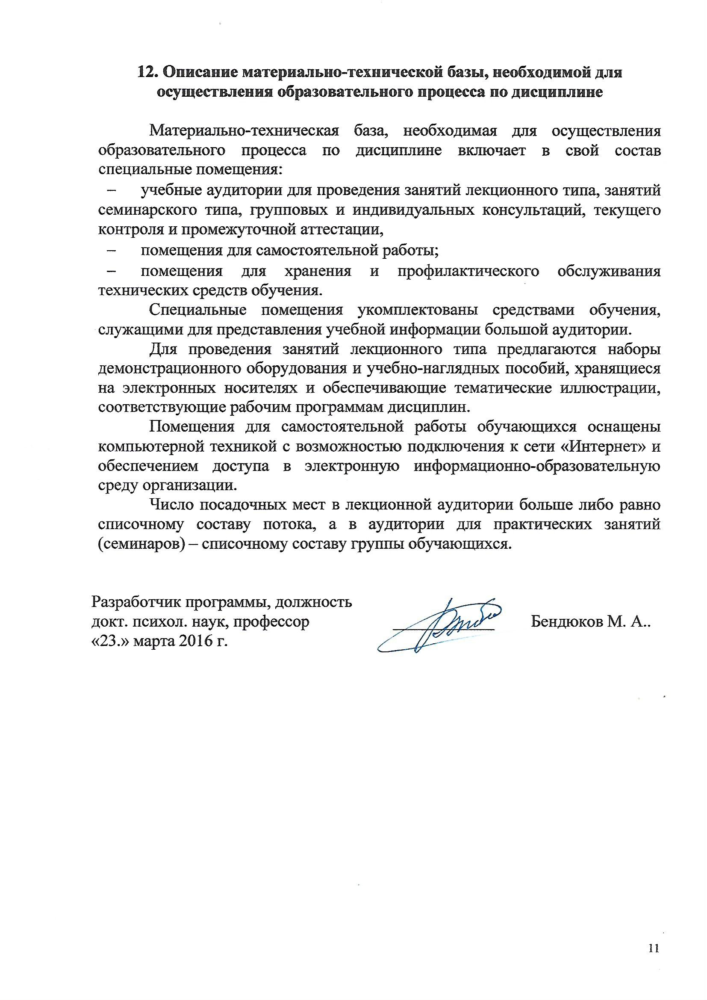 12. Описание материально-технической базы, необходимой для
осуществления образовательного процесса по дисциплине
Материально-техническая база, необходимая для осуществления
образовательного процесса по дисциплине включает в свой состав
специальные помещения:
– учебные аудитории для проведения занятий лекционного типа, занятий
семинарского типа, групповых и индивидуальных консультаций, текущего
контроля и промежуточной аттестации,
– помещения для самостоятельной работы;
– помещения для хранения и профилактического обслуживания
технических средств обучения.
Специальные помещения укомплектованы средствами обучения,
служащими для представления учебной информации большой аудитории.
Для проведения занятий лекционного типа предлагаются наборы
демонстрационного оборудования и учебно-наглядных пособий, хранящиеся
на электронных носителях и обеспечивающие тематические иллюстрации,
соответствующие рабочим программам дисциплин.
Помещения для самостоятельной работы обучающихся оснащены
компьютерной техникой с возможностью подключения к сети «Интернет» и
обеспечением доступа в электронную информационно-образовательную
среду организации.
Число посадочных мест в лекционной аудитории больше либо равно
списочному составу потока, а в аудитории для практических занятий
(семинаров) – списочному составу группы обучающихся.
Разработчик программы, должность
докт. психол. наук, профессор Бендюков М. А..
«23.» марта 2016 г.
11